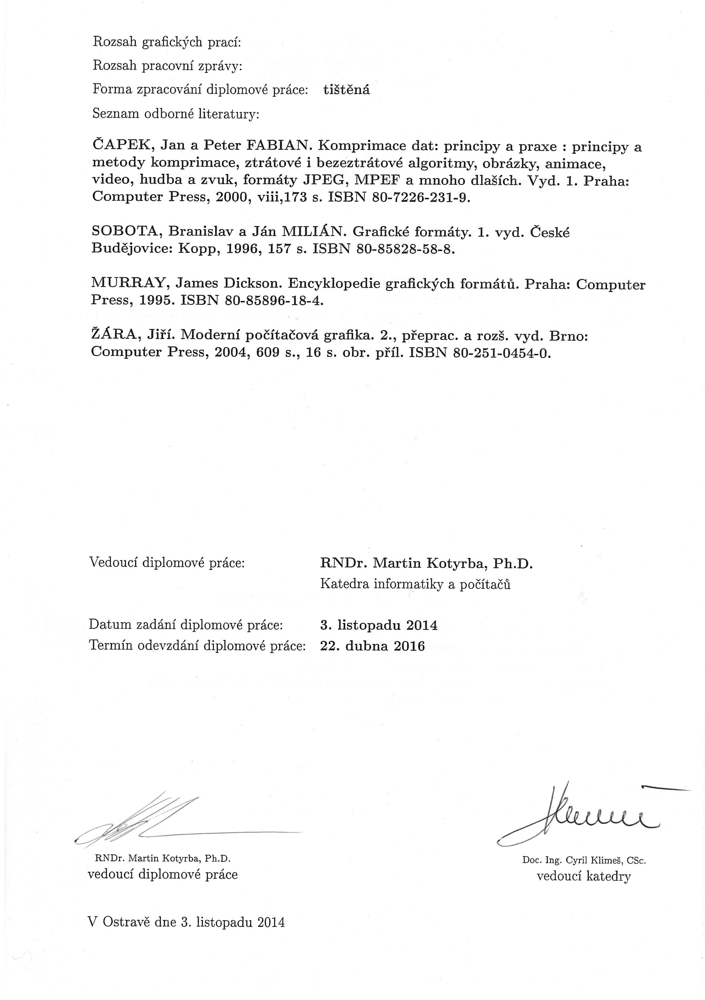 Rozsah grafických prací:
Rozsah pracovní zprávy:
Forma zpracování diplomové práce: tištěná
Seznam odborné literatury:
ČAPEK, Jan a Peter FABIAN. Komprimace dat: principy a praxe : principy a
metody komprimace, ztrátové i bezeztrátové algoritmy, obrázky, animace,
video, hudba a zvuk, formáty JPEG, MPEF a mnoho dlaších. Vyd. 1. Praha:
Computer Press, 2000, viii,173 s. ISBN 80-7226-231-9.
SOBOTA, Branislav a Ján MILIÁN. Grafické formáty. 1. vyd. České
Budějovice: Kopp, 1996, 157 s. ISBN 80-85828-58-8.
MURRAY, James Dickson. Encyklopedie grafických formátů. Praha: Computer
Press, 1995. ISBN 80-85896-18-4.
ŽÁRA, Jiří. Moderní počítačová grafika. 2., přeprac. a rozš. vyd. Brno:
Computer Press, 2004, 609 s., 16 s. obr. příl. ISBN 80-251-0454-0.
Vedoucí diplomové práce: RNDr. Martin Kotyrba, Ph.D.
Katedra informatiky a počítačů
Datum zadání diplomové práce: 3. listopadu 2014
Termín odevzdání diplomové práce: 22. dubna 2016
RNDr. Martin Kotyrba, Ph.D.
vedoucí diplomové práce
Doc. Ing. Cyril Klimeš, CSc.
vedoucí katedry
V Ostravě dne 3. listopadu 2014